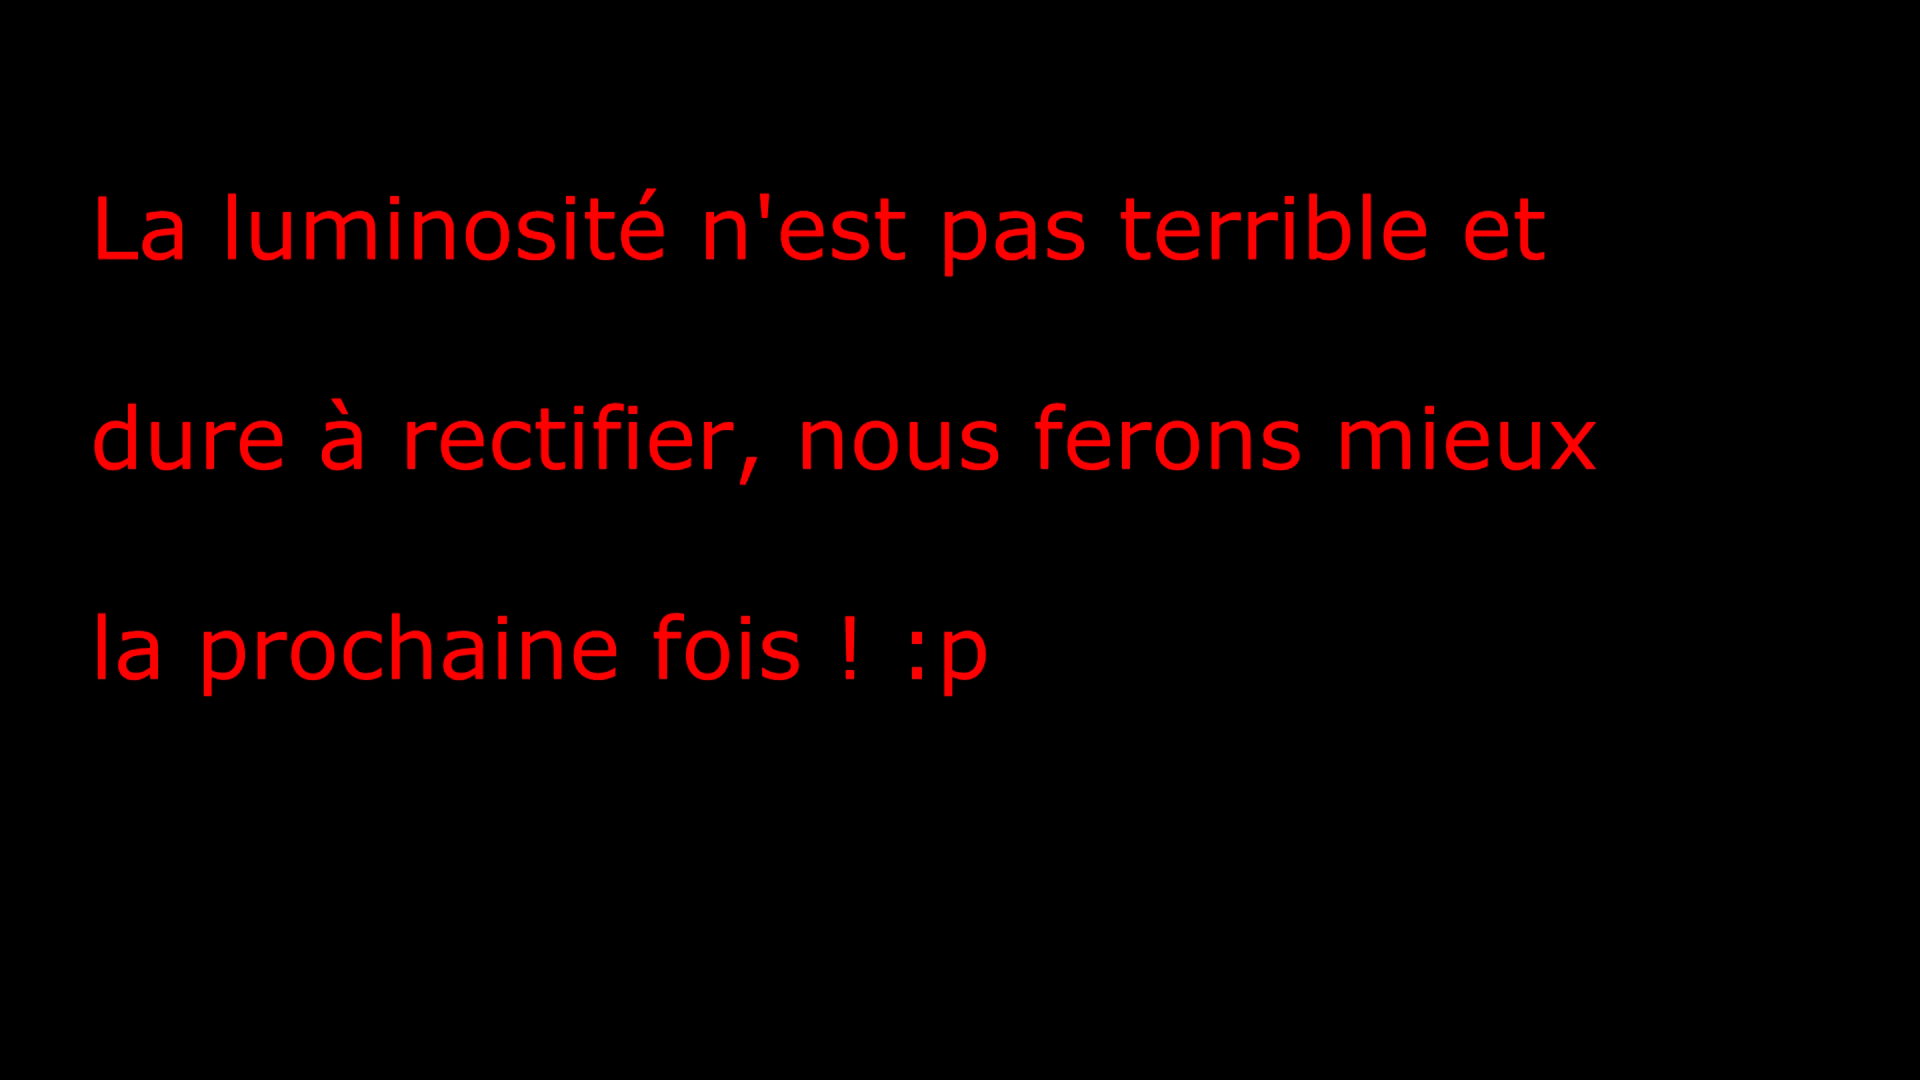 La luminosité n'est pas terrible et
dure à rectifier, nous ferons mieux
la prochaine fois ! :p